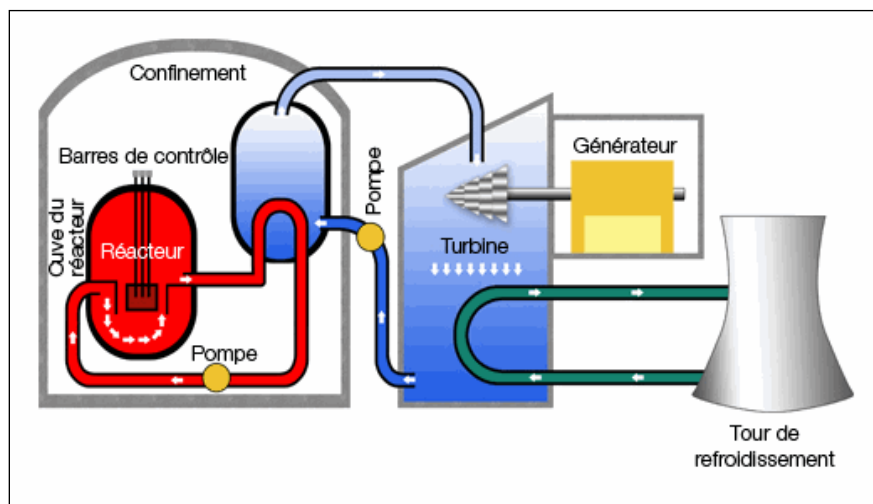 Confinement
Barres de contrôle
Cuve du
réacteur
Réacteur
Pompe
Pompe
Turbine
Générateur
Tour de
refroidissement